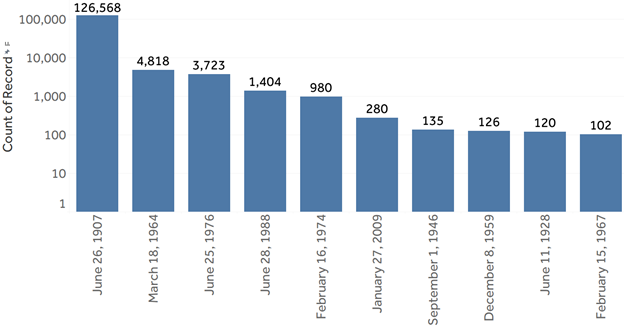 126,568
100,000
10,000
4,818
3,723
1,000
1,404
980
280
135
126
120
102
100
10
1
Count of Record
June 26, 1907
March 18, 1964
June 25, 1976
June 28, 1988
February 16, 1974
January 27, 2009
September 1, 1946
December 8, 1959
June 11, 1928
February 15, 1967